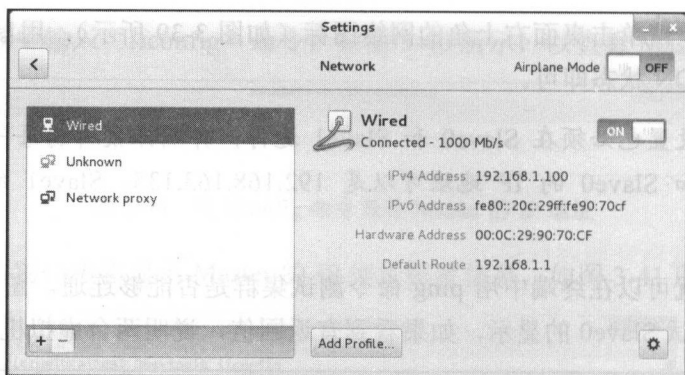 Settings
Network
Airplane Mode
OFF
Wired
Unknown
Network proxy
Wired
Connected - 1000 Mb/s
ON
IPv4 Address 192.168.1.100
IPv6 Address fe80::20c:29ff:fe90:70cf
Hardware Address 00:0C:29:90:70:CF
Default Route 192.168.1.1
+ -
Add Profile...